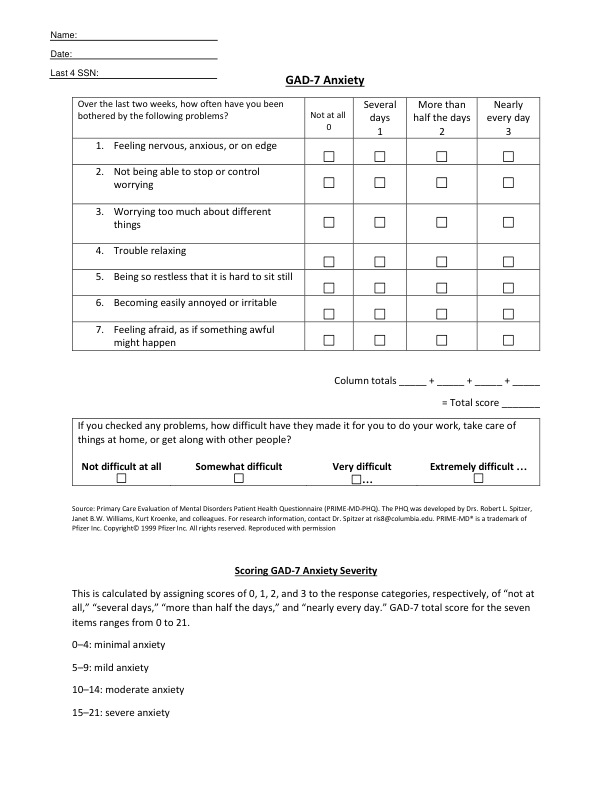 Name:
Date:
Last 4 SSN:
GAD-7 Anxiety
Over the last two weeks, how often have you been
bothered by the following problems?
Not at all
0
Several
days
1
More than
half the days
2
Nearly
every day
3
1. Feeling nervous, anxious, or on edge
2. Not being able to stop or control
worrying
3. Worrying too much about different
things
4. Trouble relaxing
5. Being so restless that it is hard to sit still
6. Becoming easily annoyed or irritable
7. Feeling afraid, as if something awful
might happen
Column totals _____ + _____ + _____ + _____
= Total score _______
If you checked any problems, how difficult have they made it for you to do your work, take care of
things at home, or get along with other people?
Not difficult at all Somewhat difficult Very difficult Extremely difficult …
☐ ☐ ☐… ☐
Source: Primary Care Evaluation of Mental Disorders Patient Health Questionnaire (PRIME-MD-PHQ). The PHQ was developed by Drs. Robert L. Spitzer,
Janet B.W. Williams, Kurt Kroenke, and colleagues. For research information, contact Dr. Spitzer at ris8@columbia.edu. PRIME-MD® is a trademark of
Pfizer Inc. Copyright© 1999 Pfizer Inc. All rights reserved. Reproduced with permission
Scoring GAD-7 Anxiety Severity
This is calculated by assigning scores of 0, 1, 2, and 3 to the response categories, respectively, of “not at
all,” “several days,” “more than half the days,” and “nearly every day.” GAD-7 total score for the seven
items ranges from 0 to 21.
0–4: minimal anxiety
5–9: mild anxiety
10–14: moderate anxiety
15–21: severe anxiety